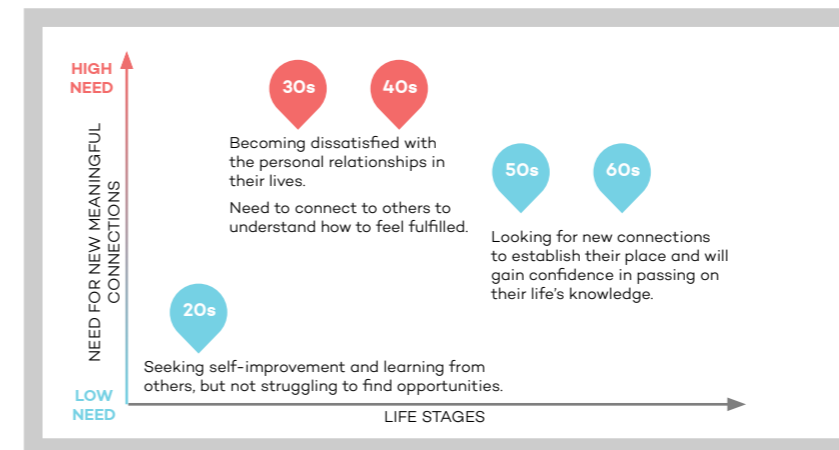 HIGH
NEED
30s
40s
Becoming dissatisfied with
the personal relationships in
their lives.
Need to connect to others to
understand how to feel fulfilled.
50s
60s
Looking for new connections
to establish their place and will
gain confidence in passing on
their life's knowledge.
NEED FOR NEW MEANINGFUL
CONNECTIONS
20s
Seeking self-improvement and learning from
others, but not struggling to find opportunities.
LOW
NEED
LIFE STAGES